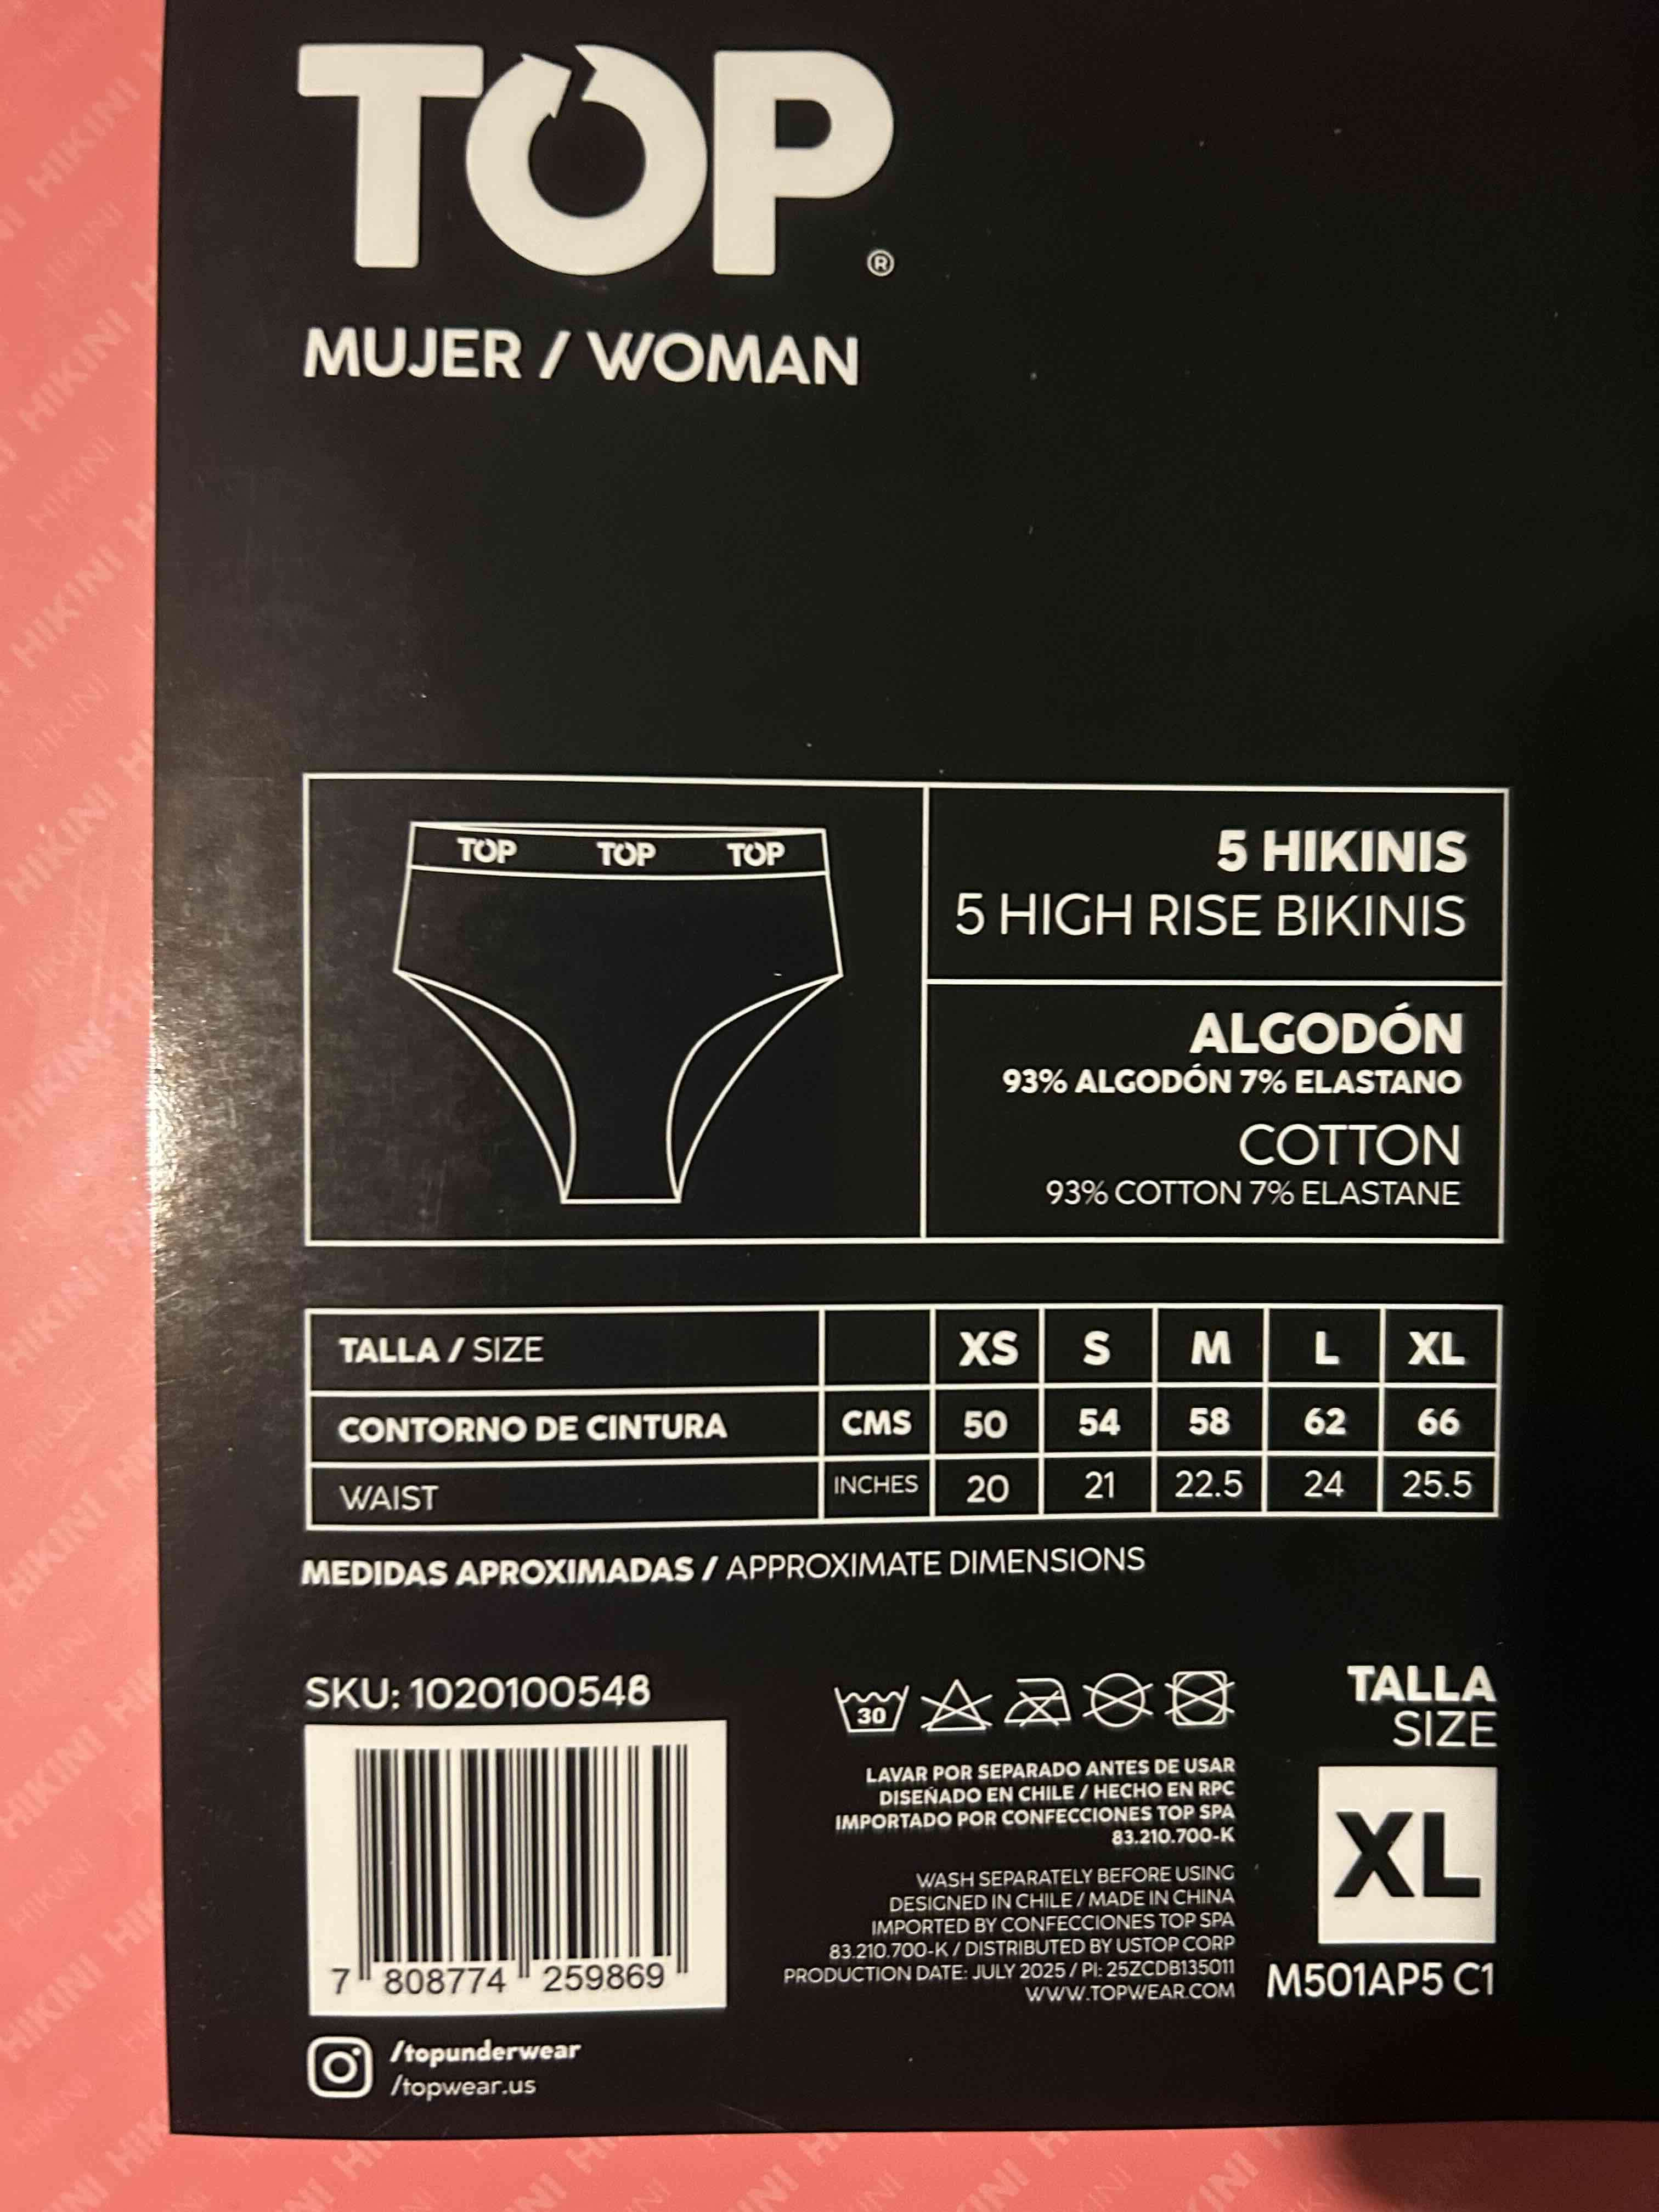 TOP®
MUJER / WOMAN
TOP TOP TOP
5 HIKINIS
5 HIGH RISE BIKINIS
ALGODÓN
93% ALGODÓN 7% ELASTANO
COTTON
93% COTTON 7% ELASTANE
TALLA / SIZE XS S M L XL
CONTORNO DE CINTURA CMS 50 54 58 62 66
WAIST INCHES 20 21 22.5 24 25.5
MEDIDAS APROXIMADAS / APPROXIMATE DIMENSIONS
SKU: 1020100548
7 808774 259869
/topunderwear
/topwear.us
30
LAVAR POR SEPARADO ANTES DE USAR
DISEÑADO EN CHILE / HECHO EN RPC
IMPORTADO POR CONFECCIONES TOP SPA
83.210.700-K
WASH SEPARATELY BEFORE USING
DESIGNED IN CHILE / MADE IN CHINA
IMPORTED BY CONFECCIONES TOP SPA
83.210.700-K / DISTRIBUTED BY USTOP CORP
PRODUCTION DATE: JULY 2025 / PI: 25ZCDB135011
WWW.TOPWEAR.COM
TALLA
SIZE
XL
M501AP5 C1
HIKINI HIKINI HIKINI HIKINI HIKINI